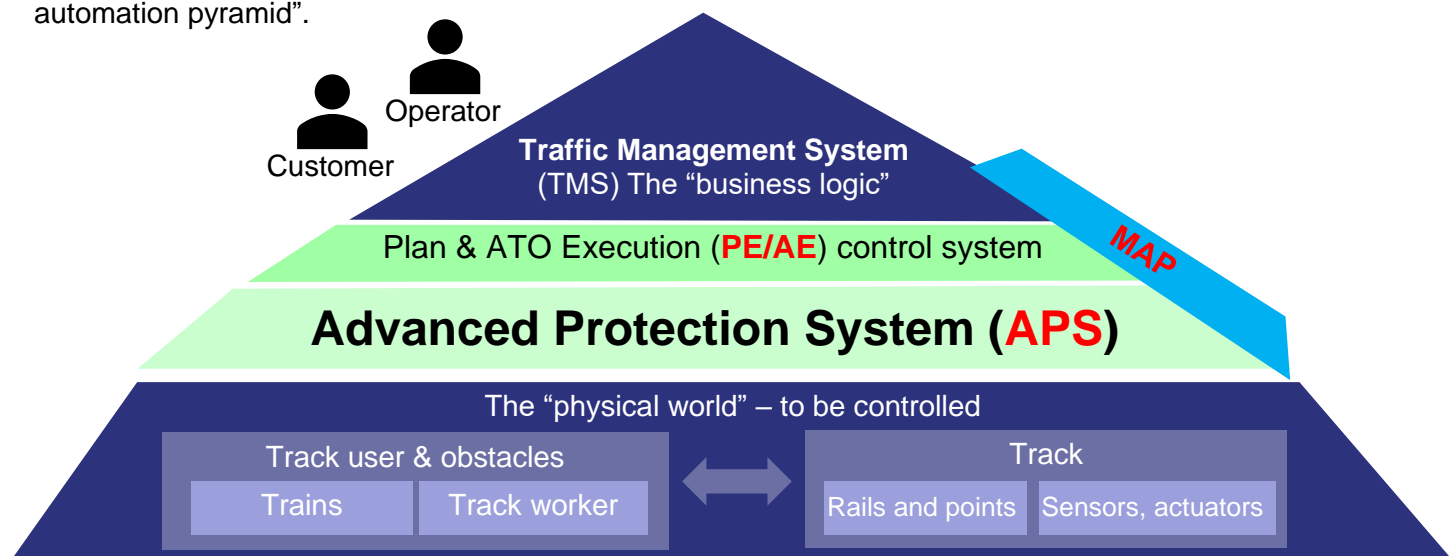 automation pyramid”.
Operator
Customer
Traffic Management System
(TMS) The “business logic”
MAP
Plan & ATO Execution (PE/AE) control system
Advanced Protection System (APS)
The “physical world” – to be controlled
Track user & obstacles
Trains
Track worker
Track
Rails and points
Sensors, actuators